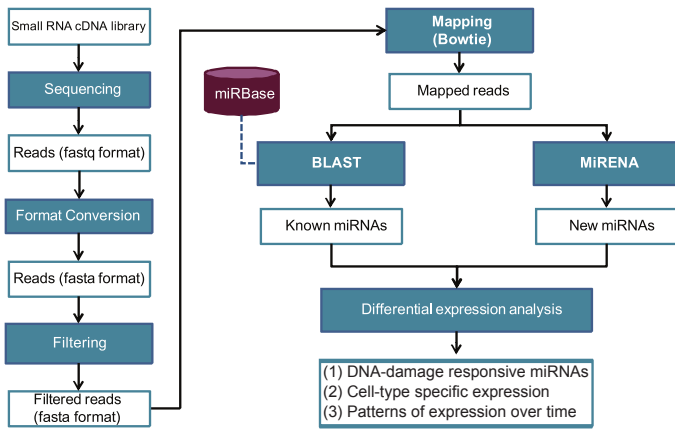 Small RNA cDNA library
Sequencing
Reads (fastq format)
Format Conversion
Reads (fasta format)
Filtering
Filtered reads
(fasta format)
Mapping
(Bowtie)
Mapped reads
miRBase
BLAST
MiRENA
Known miRNAs
New miRNAs
Differential expression analysis
(1) DNA-damage responsive miRNAs
(2) Cell-type specific expression
(3) Patterns of expression over time